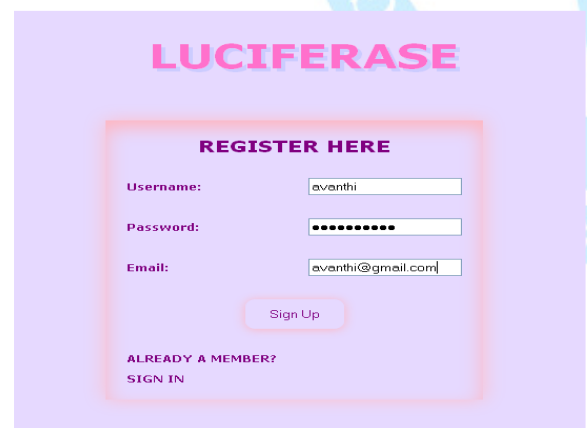 LUCIFERASE
REGISTER HERE
Username: avanthi
Password: ●●●●●●●●●●
Email: avanthi@gmail.com
Sign Up
ALREADY A MEMBER?
SIGN IN